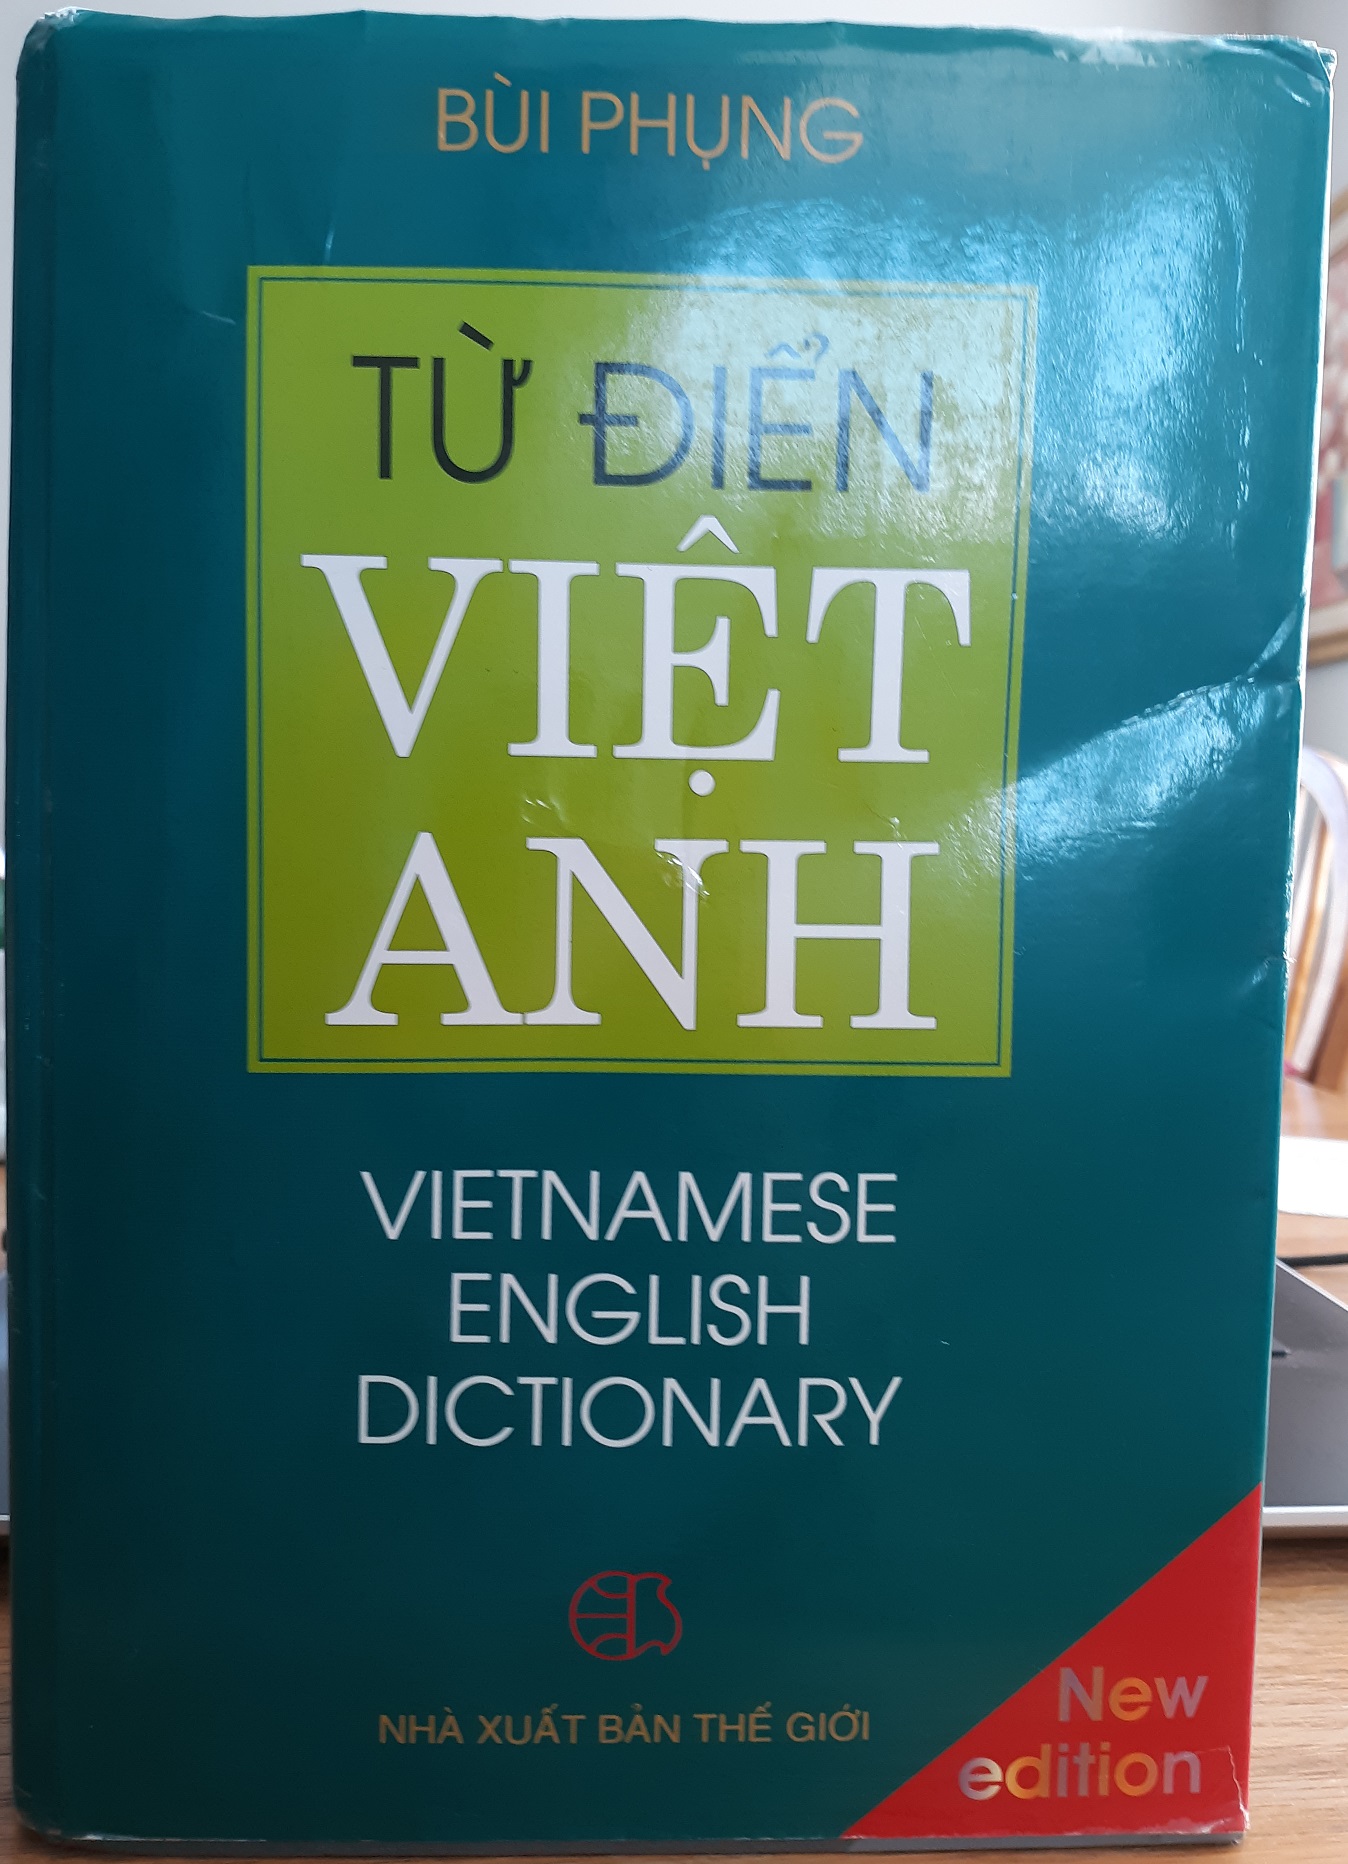 BÙI PHỤNG
TỪ ĐIỂN
VIỆT
ANH
VIETNAMESE
ENGLISH
DICTIONARY
NHÀ XUẤT BẢN THẾ GIỚI
New
edition